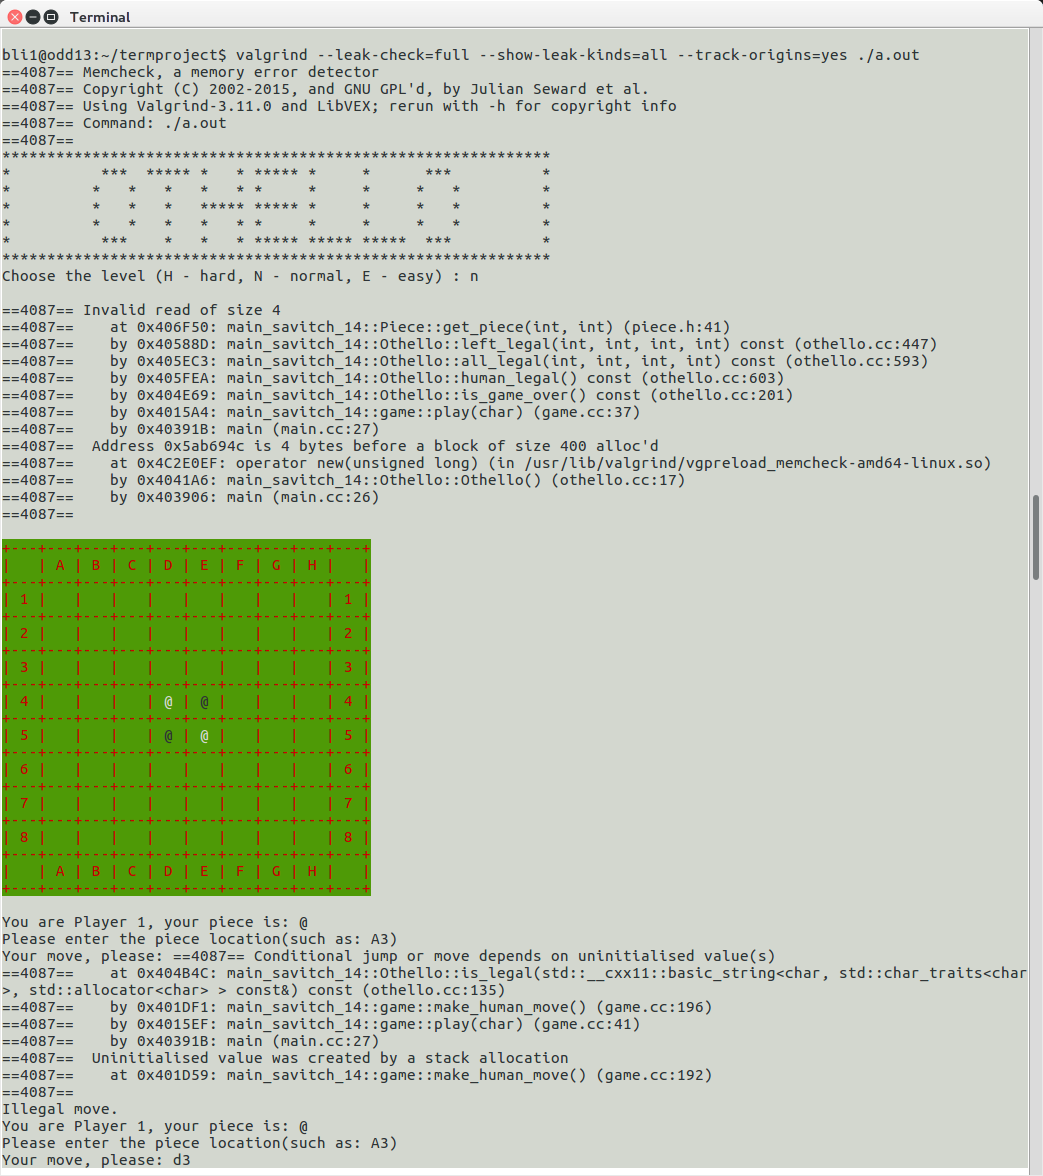 Terminal
bli1@odd13:~/termproject$ valgrind --leak-check=full --show-leak-kinds=all --track-origins=yes ./a.out
==4087== Memcheck, a memory error detector
==4087== Copyright (C) 2002-2015, and GNU GPL'd, by Julian Seward et al.
==4087== Using Valgrind-3.11.0 and LibVEX; rerun with -h for copyright info
==4087== Command: ./a.out
==4087==
*************************************************************
*          ***  ***** *   * ***** *     *      ***          *
*         *   *   *   *   * *     *     *     *   *         *
*         *   *   *   ***** ***** *     *     *   *         *
*         *   *   *   *   * *     *     *     *   *         *
*          ***    *   *   * ***** ***** *****  ***          *
*************************************************************
Choose the level (H - hard, N - normal, E - easy) : n
==4087== Invalid read of size 4
==4087==    at 0x406F50: main_savitch_14::Piece::get_piece(int, int) (piece.h:41)
==4087==    by 0x40588D: main_savitch_14::Othello::left_legal(int, int, int, int) const (othello.cc:447)
==4087==    by 0x405EC3: main_savitch_14::Othello::all_legal(int, int, int, int) const (othello.cc:593)
==4087==    by 0x405FEA: main_savitch_14::Othello::human_legal() const (othello.cc:603)
==4087==    by 0x404E69: main_savitch_14::Othello::is_game_over() const (othello.cc:201)
==4087==    by 0x4015A4: main_savitch_14::game::play(char) (game.cc:37)
==4087==    by 0x40391B: main (main.cc:27)
==4087==  Address 0x5ab694c is 4 bytes before a block of size 400 alloc'd
==4087==    at 0x4C2E0EF: operator new(unsigned long) (in /usr/lib/valgrind/vgpreload_memcheck-amd64-linux.so)
==4087==    by 0x4041A6: main_savitch_14::Othello::Othello() (othello.cc:17)
==4087==    by 0x403906: main (main.cc:26)
==4087==
+---+---+---+---+---+---+---+---+---+---+
|   | A | B | C | D | E | F | G | H |   |
+---+---+---+---+---+---+---+---+---+---+
| 1 |   |   |   |   |   |   |   |   | 1 |
+---+---+---+---+---+---+---+---+---+---+
| 2 |   |   |   |   |   |   |   |   | 2 |
+---+---+---+---+---+---+---+---+---+---+
| 3 |   |   |   |   |   |   |   |   | 3 |
+---+---+---+---+---+---+---+---+---+---+
| 4 |   |   |   | @ | @ |   |   |   | 4 |
+---+---+---+---+---+---+---+---+---+---+
| 5 |   |   |   | @ | @ |   |   |   | 5 |
+---+---+---+---+---+---+---+---+---+---+
| 6 |   |   |   |   |   |   |   |   | 6 |
+---+---+---+---+---+---+---+---+---+---+
| 7 |   |   |   |   |   |   |   |   | 7 |
+---+---+---+---+---+---+---+---+---+---+
| 8 |   |   |   |   |   |   |   |   | 8 |
+---+---+---+---+---+---+---+---+---+---+
|   | A | B | C | D | E | F | G | H |   |
+---+---+---+---+---+---+---+---+---+---+
You are Player 1, your piece is: @
Please enter the piece location(such as: A3)
Your move, please: ==4087== Conditional jump or move depends on uninitialised value(s)
==4087==    at 0x404B4C: main_savitch_14::Othello::is_legal(std::__cxx11::basic_string<char, std::char_traits<char
>, std::allocator<char> > const&) const (othello.cc:135)
==4087==    by 0x401DF1: main_savitch_14::game::make_human_move() (game.cc:196)
==4087==    by 0x4015EF: main_savitch_14::game::play(char) (game.cc:41)
==4087==    by 0x40391B: main (main.cc:27)
==4087==  Uninitialised value was created by a stack allocation
==4087==    at 0x401D59: main_savitch_14::game::make_human_move() (game.cc:192)
==4087==
Illegal move.
You are Player 1, your piece is: @
Please enter the piece location(such as: A3)
Your move, please: d3